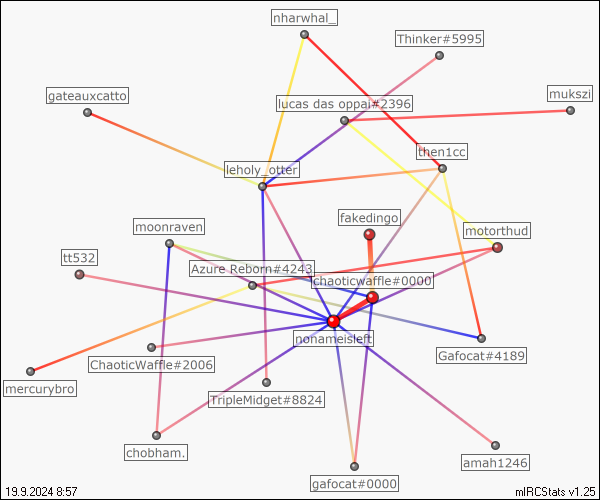 nharwhal_
Thinker#5995
gateauxcatto
lucas das oppai#2396
mukszi
then1cc
leholy_otter
moonraven
fakedingo
motorthud
tt532
Azure Reborn#4243
chaoticwaffle#0000
nonameisleft
ChaoticWaffle#2006
Gafocat#4189
mercurybro
TripleMidget#8824
chobham.
amah1246
gafocat#0000
19.9.2024 8:57
mIRCStats v1.25